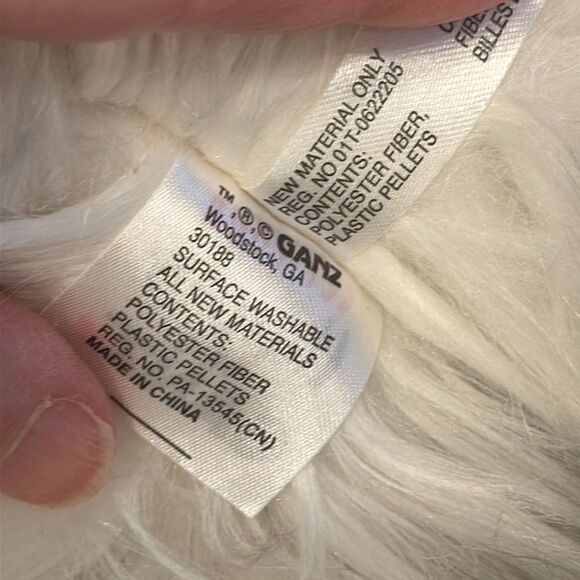 NEW MATERIAL ONLY
REG. NO 01T-0622205
CONTENTS:
POLYESTER FIBER,
PLASTIC PELLETS
BILLES
™, ®, © GANZ
Woodstock, GA
30188
SURFACE WASHABLE
ALL NEW MATERIALS
CONTENTS:
POLYESTER FIBER
PLASTIC PELLETS
REG. NO. PA-13545(CN)
MADE IN CHINA